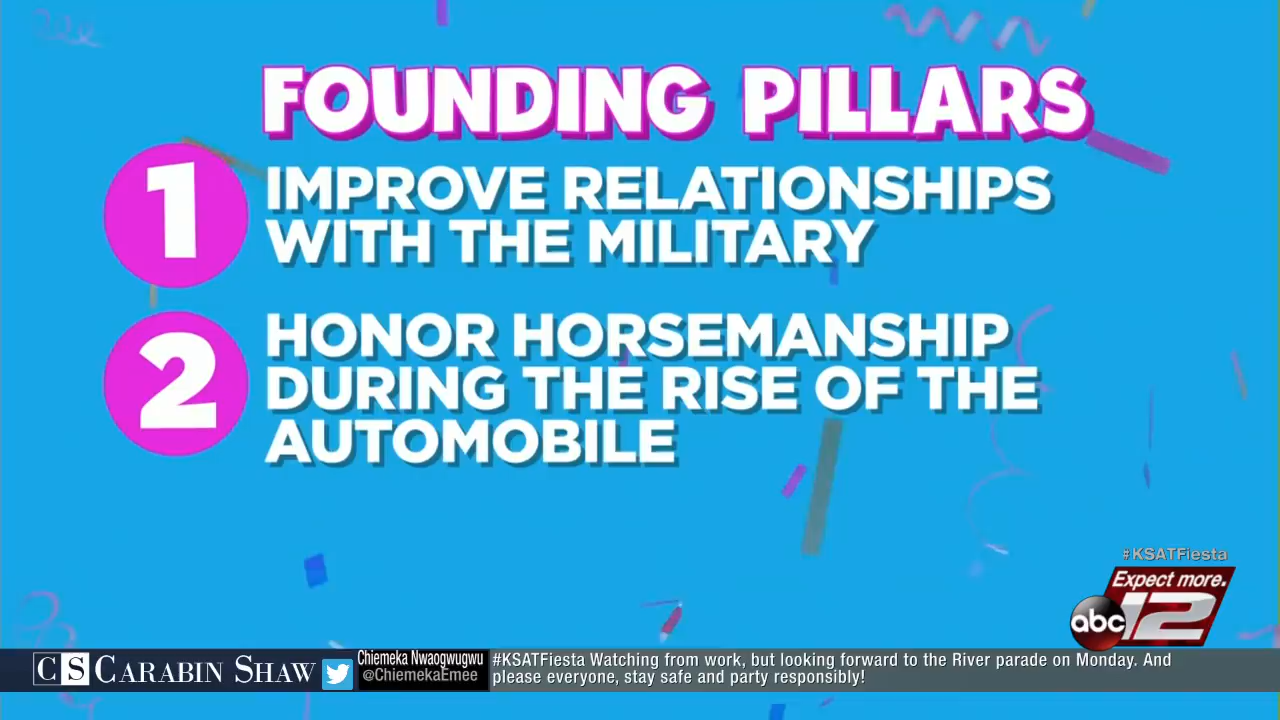 FOUNDING PILLARS
1
IMPROVE RELATIONSHIPS
WITH THE MILITARY
2
HONOR HORSEMANSHIP
DURING THE RISE OF THE
AUTOMOBILE
#KSATFiesta
Expect more.
abc 12
CS CARABIN SHAW
Chiemeka Nwaogwugwu
@ChiemekaEmee
#KSATFiesta Watching from work, but looking forward to the River parade on Monday. And
please everyone, stay safe and party responsibly!